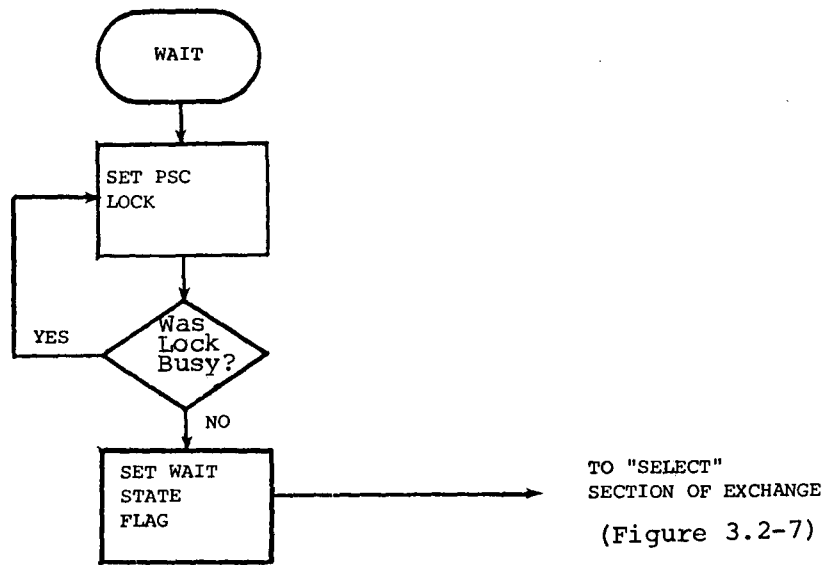 WAIT
SET PSC
LOCK
Was
Lock
Busy?
YES
NO
SET WAIT
STATE
FLAG
TO "SELECT"
SECTION OF EXCHANGE
(Figure 3.2-7)